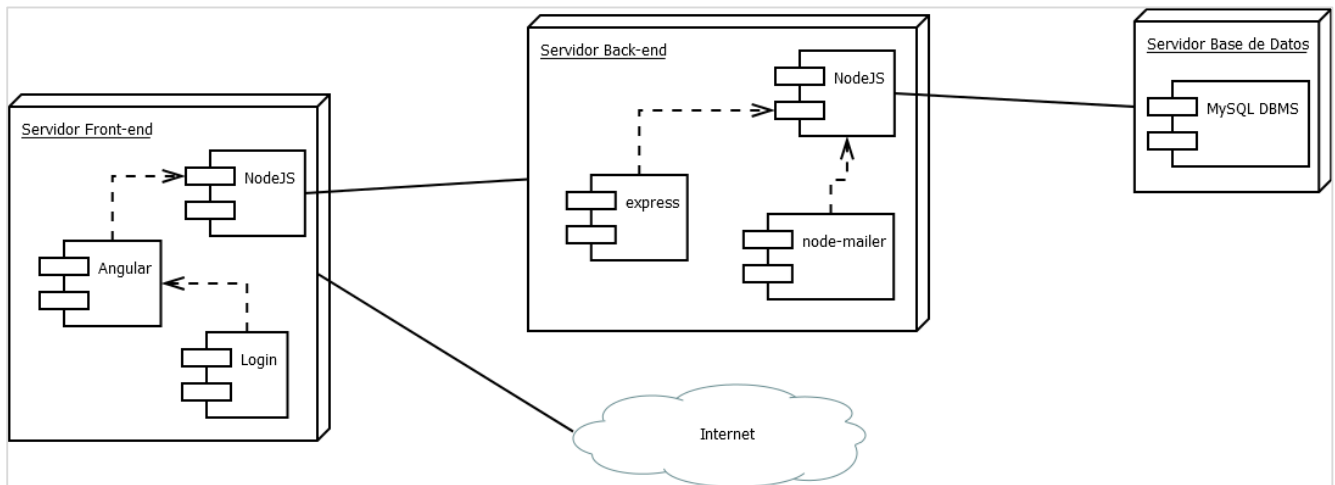 Servidor Front-end
NodeJS
Angular
Login
Servidor Back-end
NodeJS
express
node-mailer
Servidor Base de Datos
MySQL DBMS
Internet